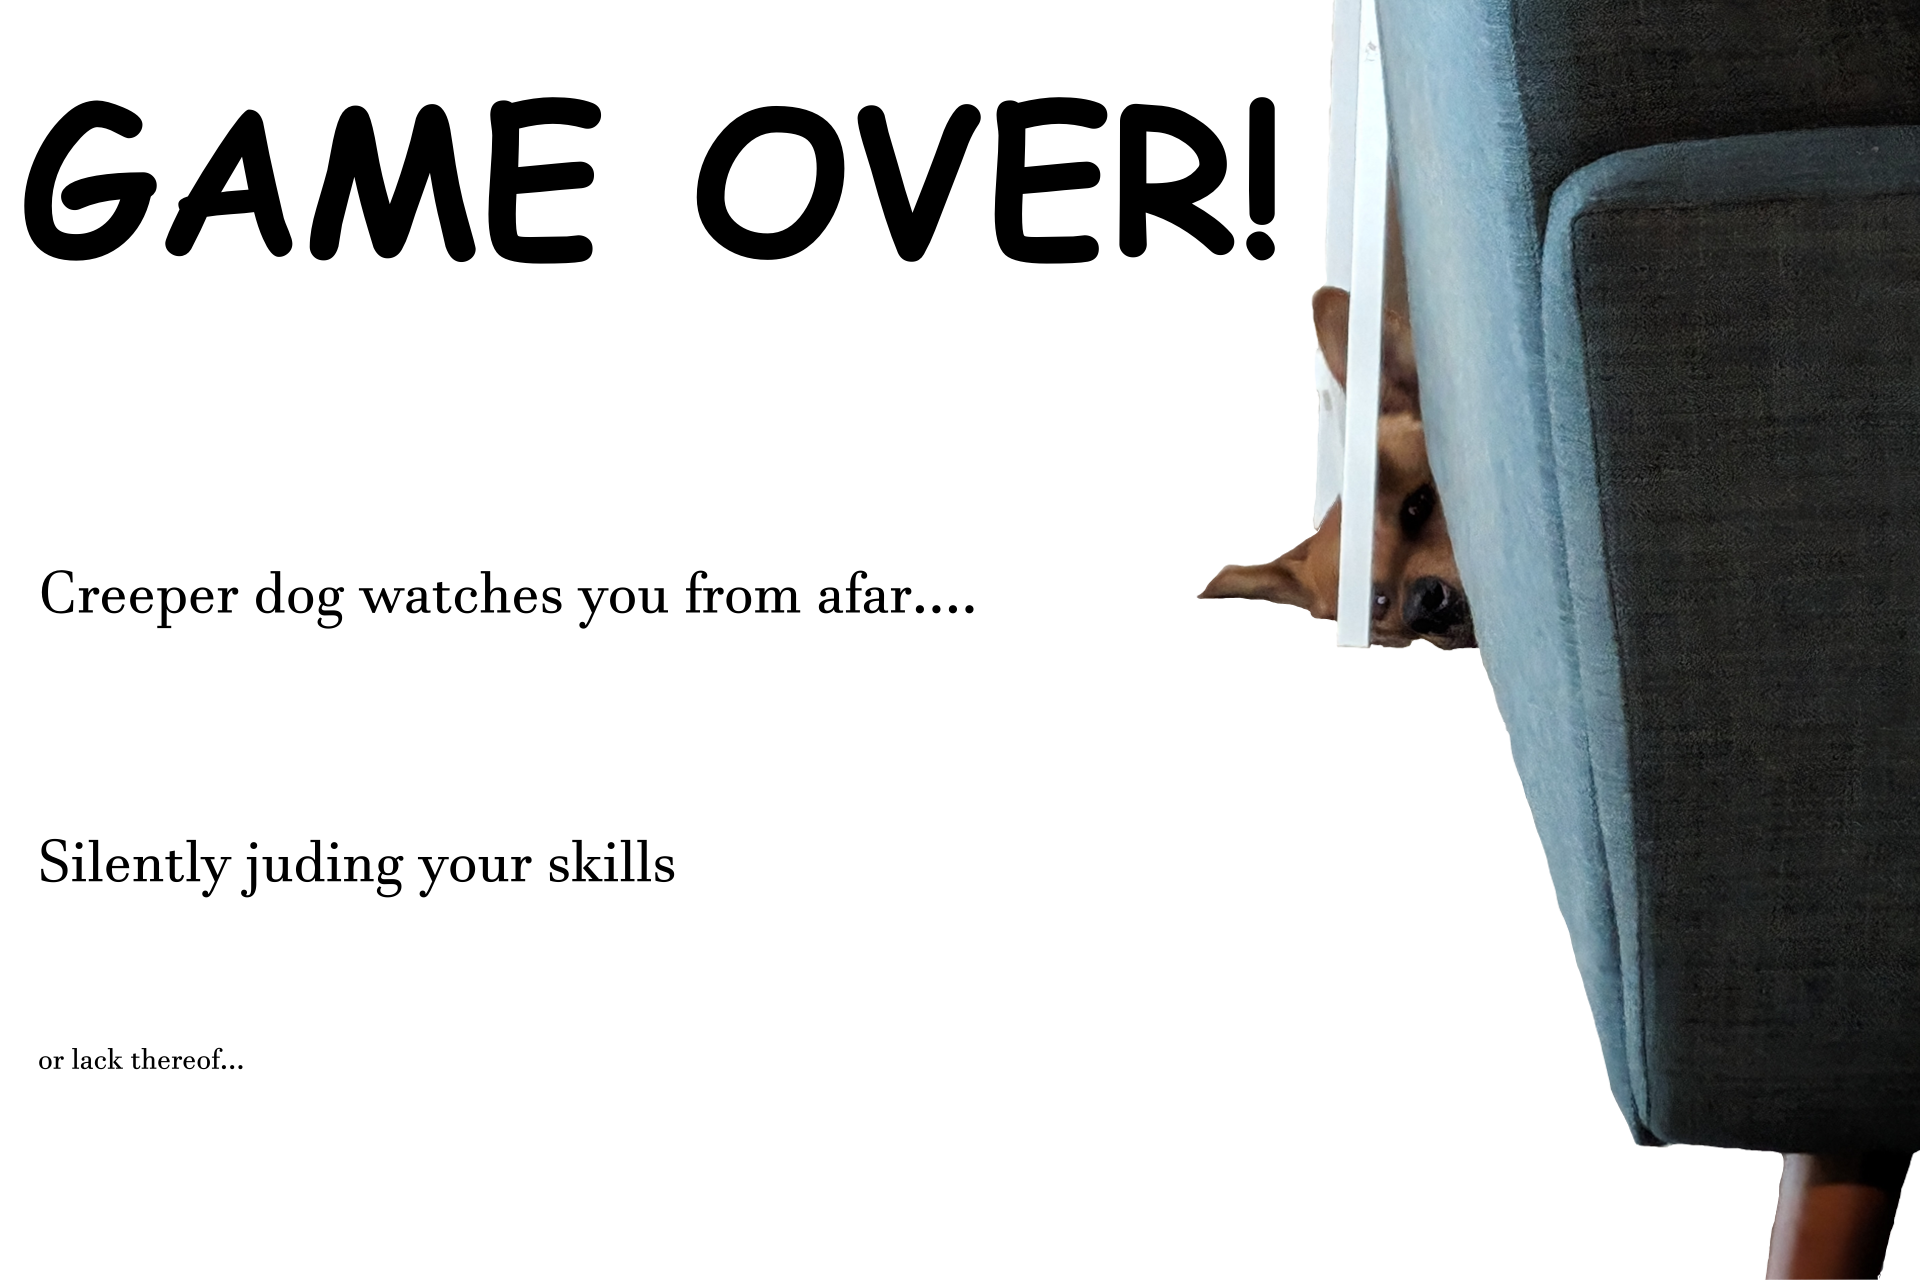 GAME OVER!
Creeper dog watches you from afar....
Silently juding your skills
or lack thereof...